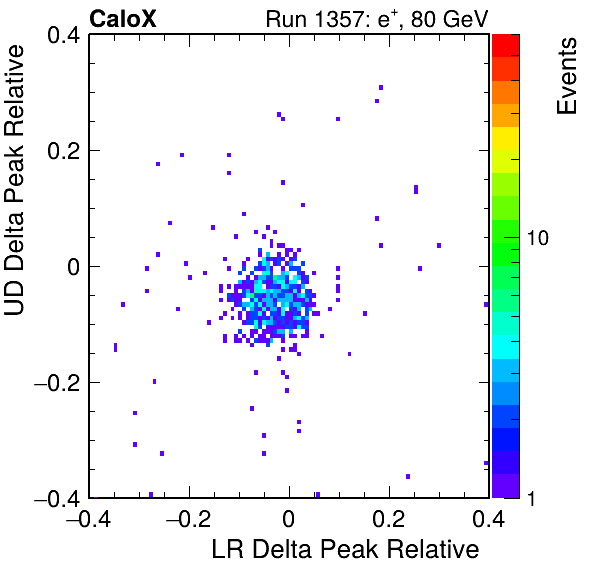 CaloX Run 1357: e⁺, 80 GeV
UD Delta Peak Relative
0.4
0.2
0
−0.2
−0.4
−0.4 −0.2 0 0.2 0.4
LR Delta Peak Relative
Events
10
1